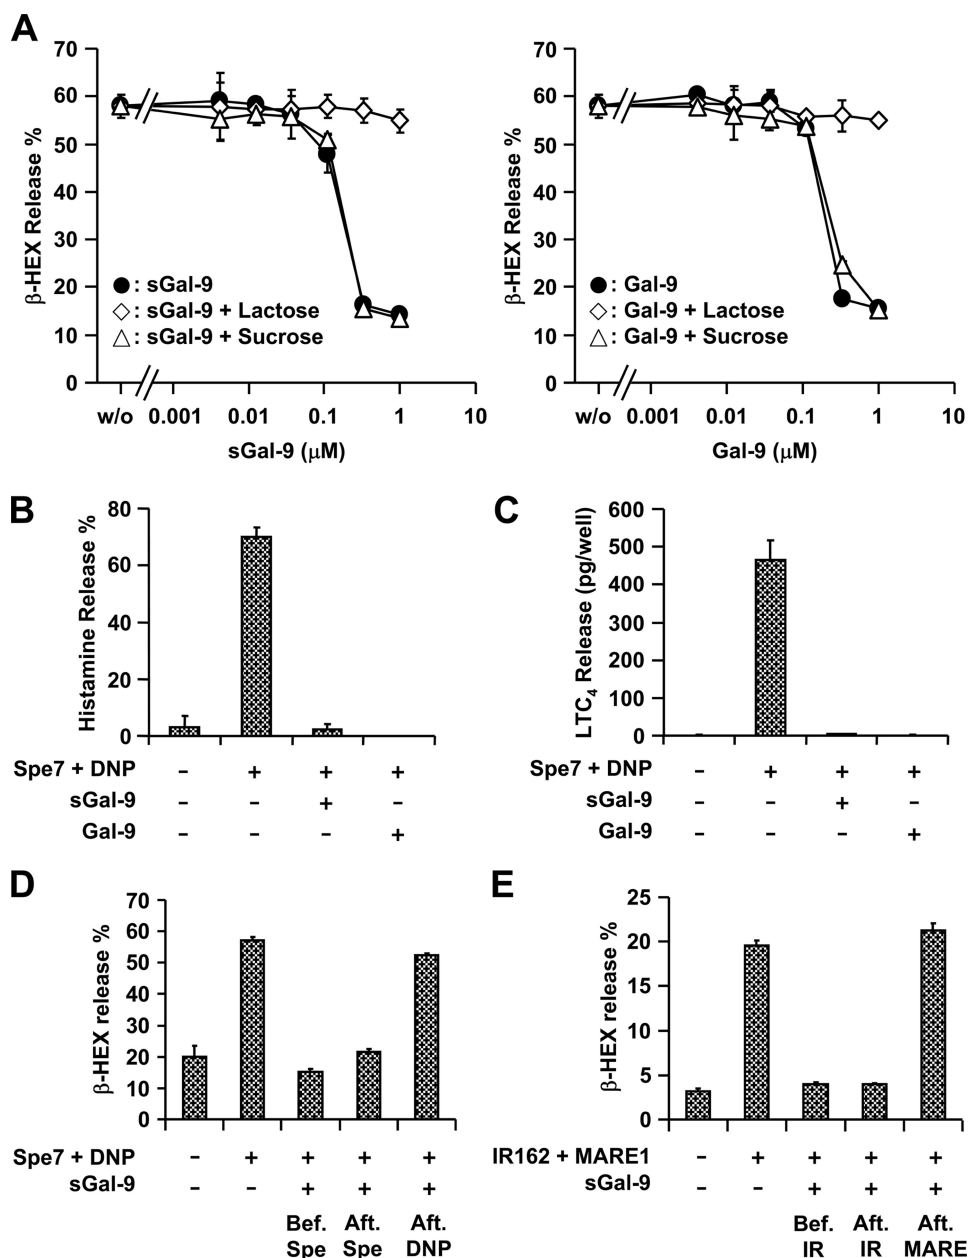 A
70
60
50
40
30
20
10
0
β-HEX Release %
: sGal-9
: sGal-9 + Lactose
: sGal-9 + Sucrose
w/o 0.001 0.01 0.1 1 10
sGal-9 (μM)
70
60
50
40
30
20
10
0
β-HEX Release %
: Gal-9
: Gal-9 + Lactose
: Gal-9 + Sucrose
w/o 0.001 0.01 0.1 1 10
Gal-9 (μM)
B
80
60
40
20
0
Histamine Release %
Spe7 + DNP - + + +
sGal-9 - - + -
Gal-9 - - - +
C
600
500
400
300
200
100
0
LTC4 Release (pg/well)
Spe7 + DNP - + + +
sGal-9 - - + -
Gal-9 - - - +
D
70
60
50
40
30
20
10
0
β-HEX release %
Spe7 + DNP - + + + +
sGal-9 - - + + +
Bef. Aft. Aft.
Spe Spe DNP
E
25
20
15
10
5
0
β-HEX release %
IR162 + MARE1 - + + + +
sGal-9 - - + + +
Bef. Aft. Aft.
IR IR MARE